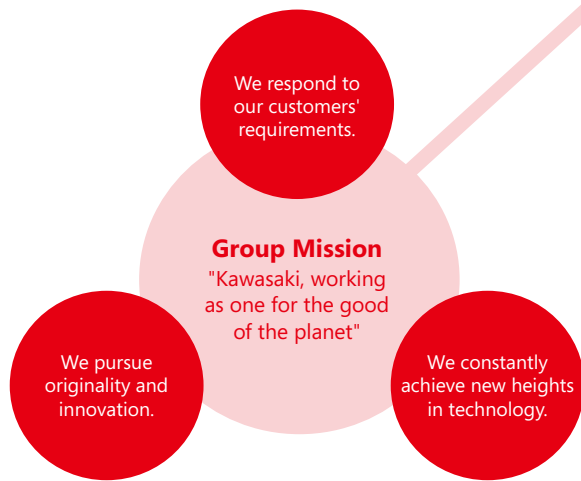 We respond to
our customers'
requirements.
Group Mission
"Kawasaki, working
as one for the good
of the planet"
We pursue
originality and
innovation.
We constantly
achieve new heights
in technology.